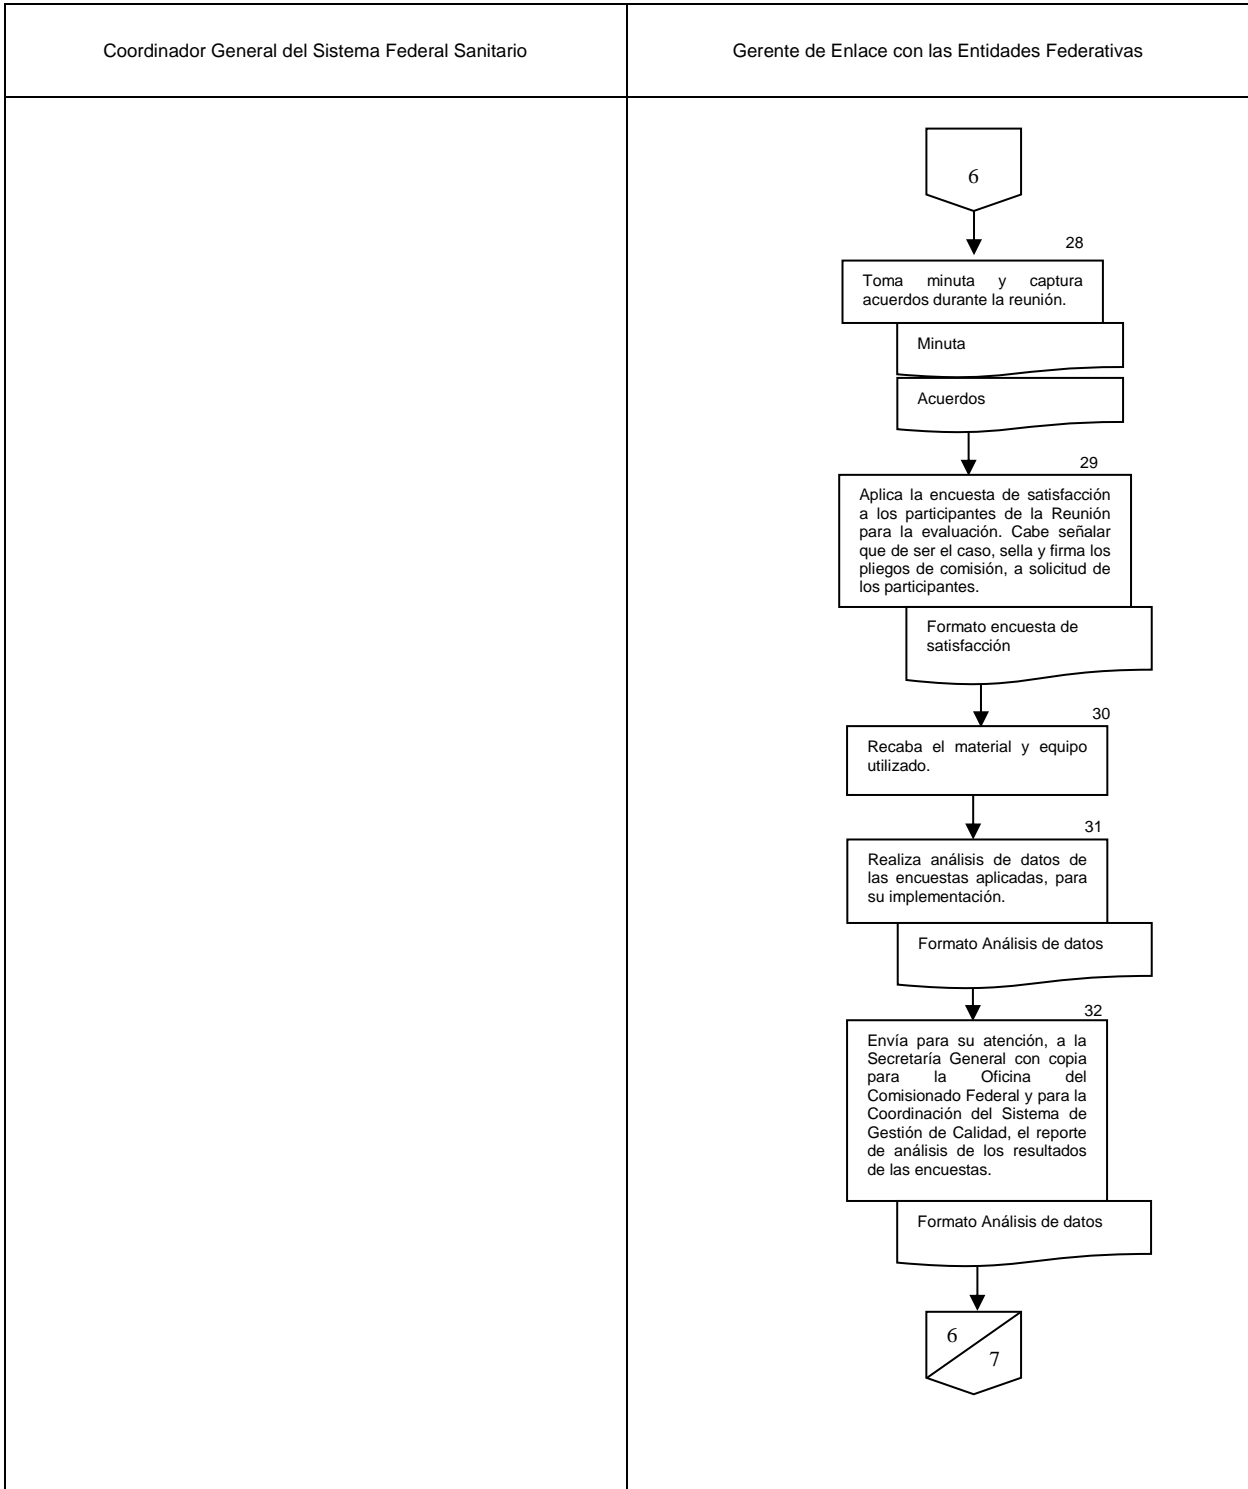 Coordinador General del Sistema Federal Sanitario
Gerente de Enlace con las Entidades Federativas
6
28
Toma minuta y captura
acuerdos durante la reunión.
Minuta
Acuerdos
29
Aplica la encuesta de satisfacción
a los participantes de la Reunión
para la evaluación. Cabe señalar
que de ser el caso, sella y firma los
pliegos de comisión, a solicitud de
los participantes.
Formato encuesta de
satisfacción
30
Recaba el material y equipo
utilizado.
31
Realiza análisis de datos de
las encuestas aplicadas, para
su implementación.
Formato Análisis de datos
32
Envía para su atención, a la
Secretaría General con copia
para la Oficina del
Comisionado Federal y para la
Coordinación del Sistema de
Gestión de Calidad, el reporte
de análisis de los resultados
de las encuestas.
Formato Análisis de datos
6
7